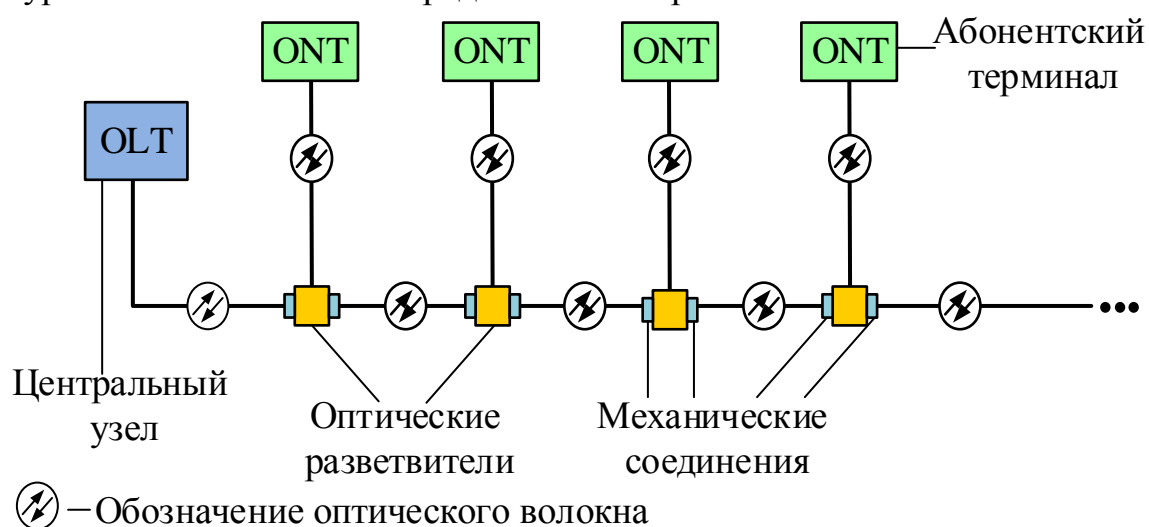 ONT ONT ONT ONT
Абонентский
терминал
OLT
Центральный
узел
Оптические
разветвители
Механические
соединения
–Обозначение оптического волокна